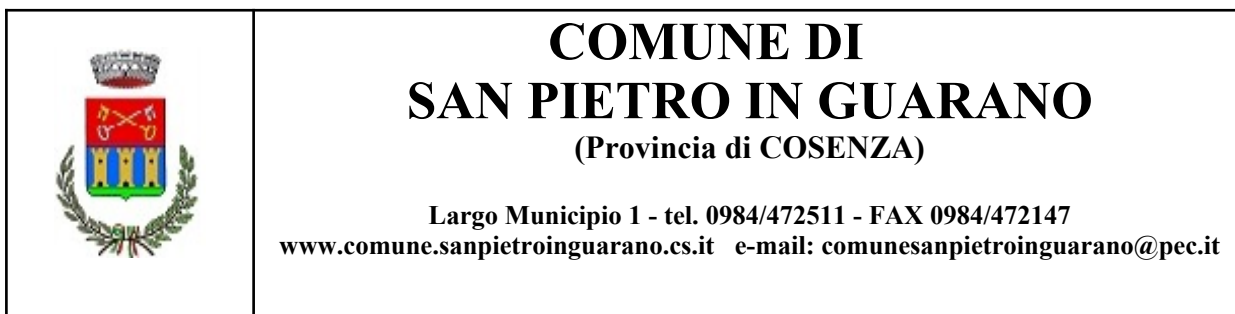 COMUNE DI
SAN PIETRO IN GUARANO
(Provincia di COSENZA)
Largo Municipio 1 - tel. 0984/472511 - FAX 0984/472147
www.comune.sanpietroinguarano.cs.it e-mail: comunesanpietroinguarano@pec.it